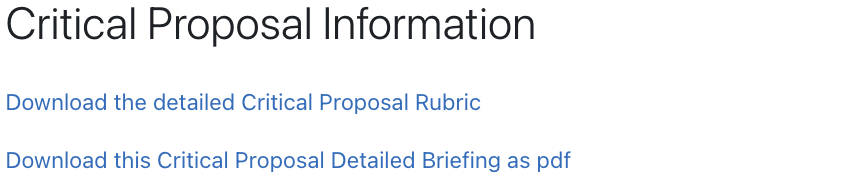 Critical Proposal Information
Download the detailed Critical Proposal Rubric
Download this Critical Proposal Detailed Briefing as pdf